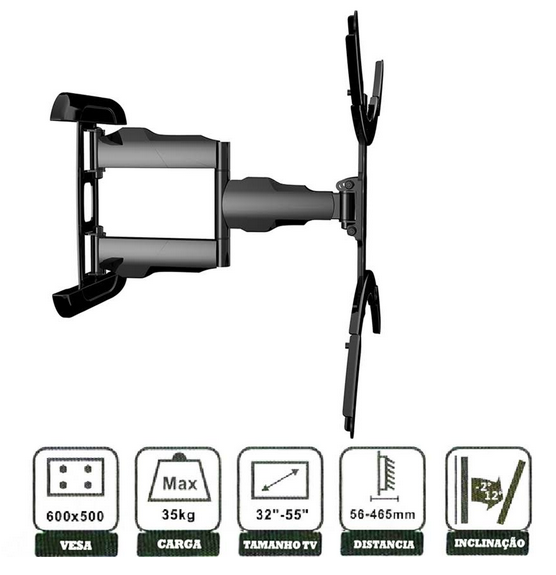 Max
-2°
12°
600x500
35kg
32"-55"
56-465mm
VESA
CARGA
TAMANHO TV
DISTANCIA
INCLINAÇÃO